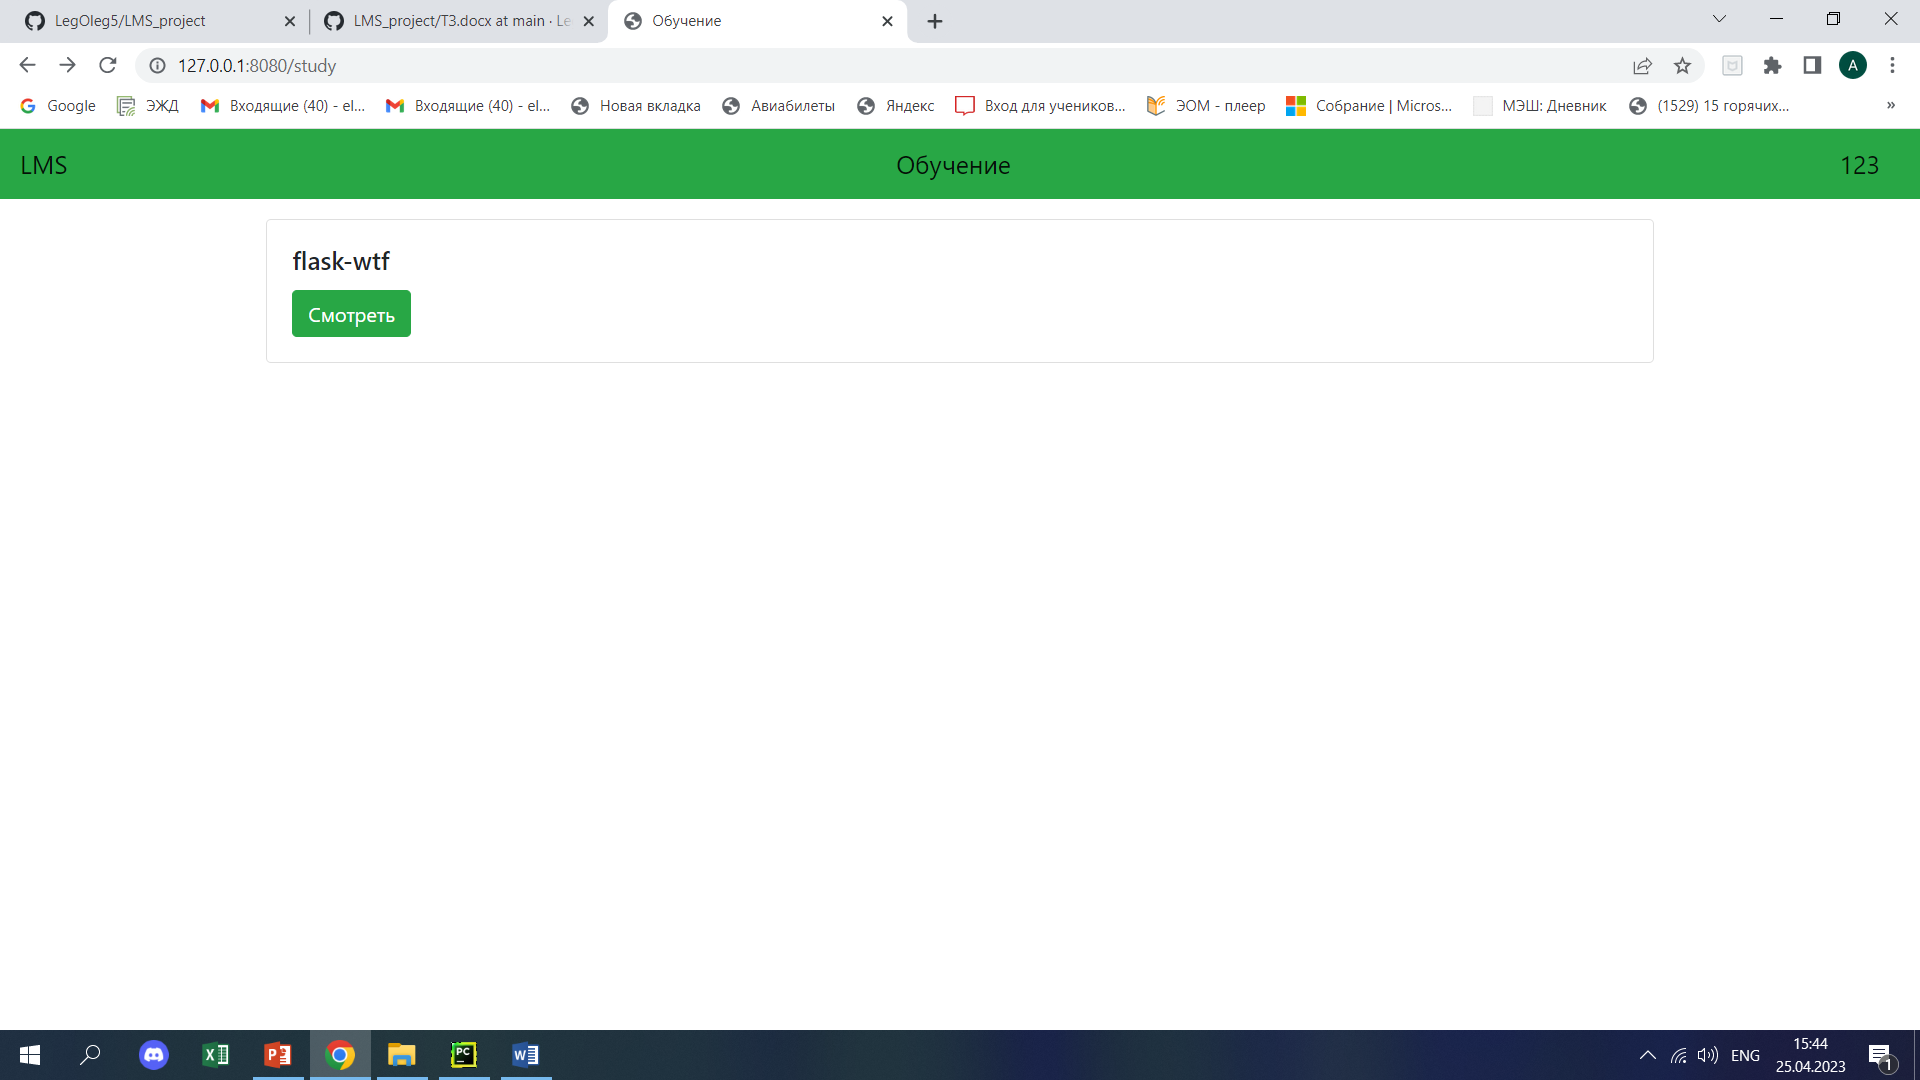 LegOleg5/LMS_project
LMS_project/ТЗ.docx at main · Le
Обучение
127.0.0.1:8080/study
A
Google
ЭЖД
Входящие (40) - el...
Входящие (40) - el...
Новая вкладка
Авиабилеты
Яндекс
Вход для учеников...
ЭОМ - плеер
Собрание | Micros...
МЭШ: Дневник
(1529) 15 горячих...
»
LMS
Обучение
123
flask-wtf
Смотреть
ENG
15:44
25.04.2023
1